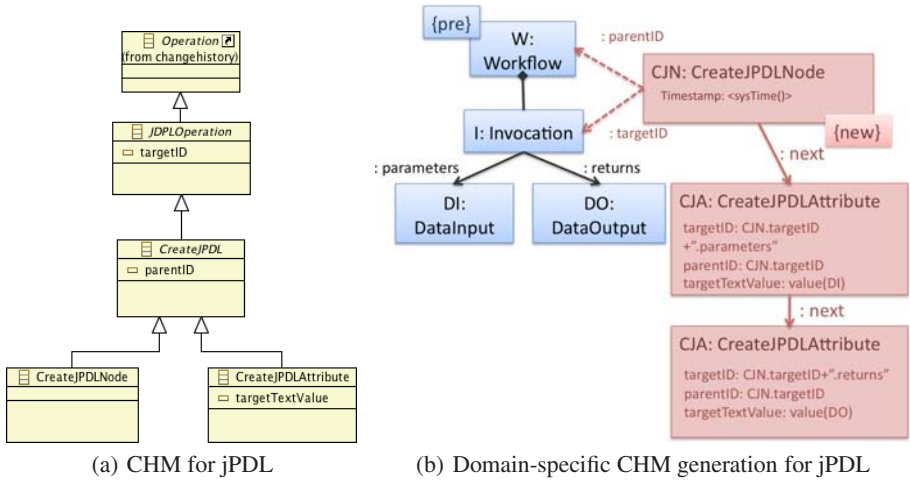 Operation
(from changehistory)
JDPLOperation
targetID
CreateJPDL
parentID
CreateJPDLNode
CreateJPDLAttribute
targetTextValue
(a) CHM for jPDL
{pre}
W:
Workflow
: parentID
CJN: CreateJPDLNode
Timestamp: <sysTime()>
{new}
I: Invocation
: targetID
: next
: parameters
: returns
DI:
DataInput
DO:
DataOutput
CJA: CreateJPDLAttribute
targetID: CJN.targetID
+”.parameters”
parentID: CJN.targetID
targetTextValue: value(DI)
: next
CJA: CreateJPDLAttribute
targetID: CJN.targetID+”.returns”
parentID: CJN.targetID
targetTextValue: value(DO)
(b) Domain-specific CHM generation for jPDL